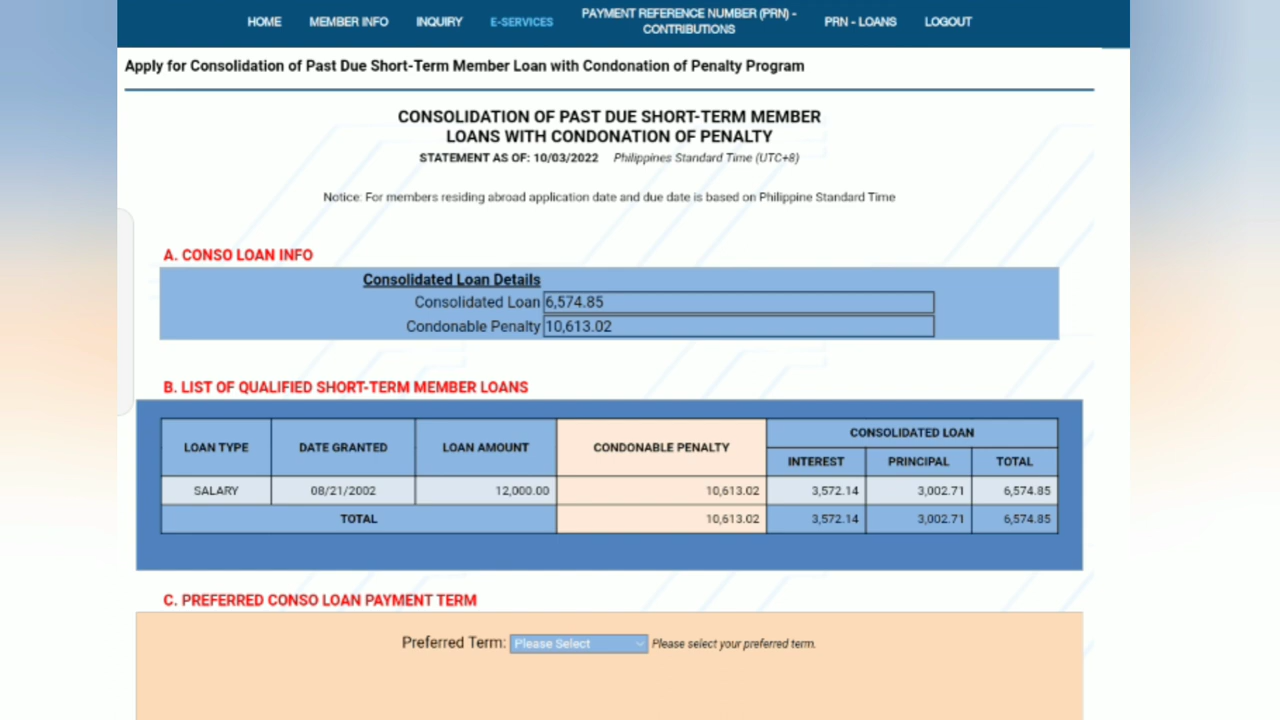 HOME MEMBER INFO INQUIRY E-SERVICES PAYMENT REFERENCE NUMBER (PRN) - CONTRIBUTIONS PRN - LOANS LOGOUT
Apply for Consolidation of Past Due Short-Term Member Loan with Condonation of Penalty Program
CONSOLIDATION OF PAST DUE SHORT-TERM MEMBER
LOANS WITH CONDONATION OF PENALTY
STATEMENT AS OF: 10/03/2022 Philippines Standard Time (UTC+8)
Notice: For members residing abroad application date and due date is based on Philippine Standard Time
A. CONSO LOAN INFO
Consolidated Loan Details
Consolidated Loan 6,574.85
Condonable Penalty 10,613.02
B. LIST OF QUALIFIED SHORT-TERM MEMBER LOANS
LOAN TYPE DATE GRANTED LOAN AMOUNT CONDONABLE PENALTY CONSOLIDATED LOAN
INTEREST PRINCIPAL TOTAL
SALARY 08/21/2002 12,000.00 10,613.02 3,572.14 3,002.71 6,574.85
TOTAL 10,613.02 3,572.14 3,002.71 6,574.85
C. PREFERRED CONSO LOAN PAYMENT TERM
Preferred Term: Please Select Please select your preferred term.